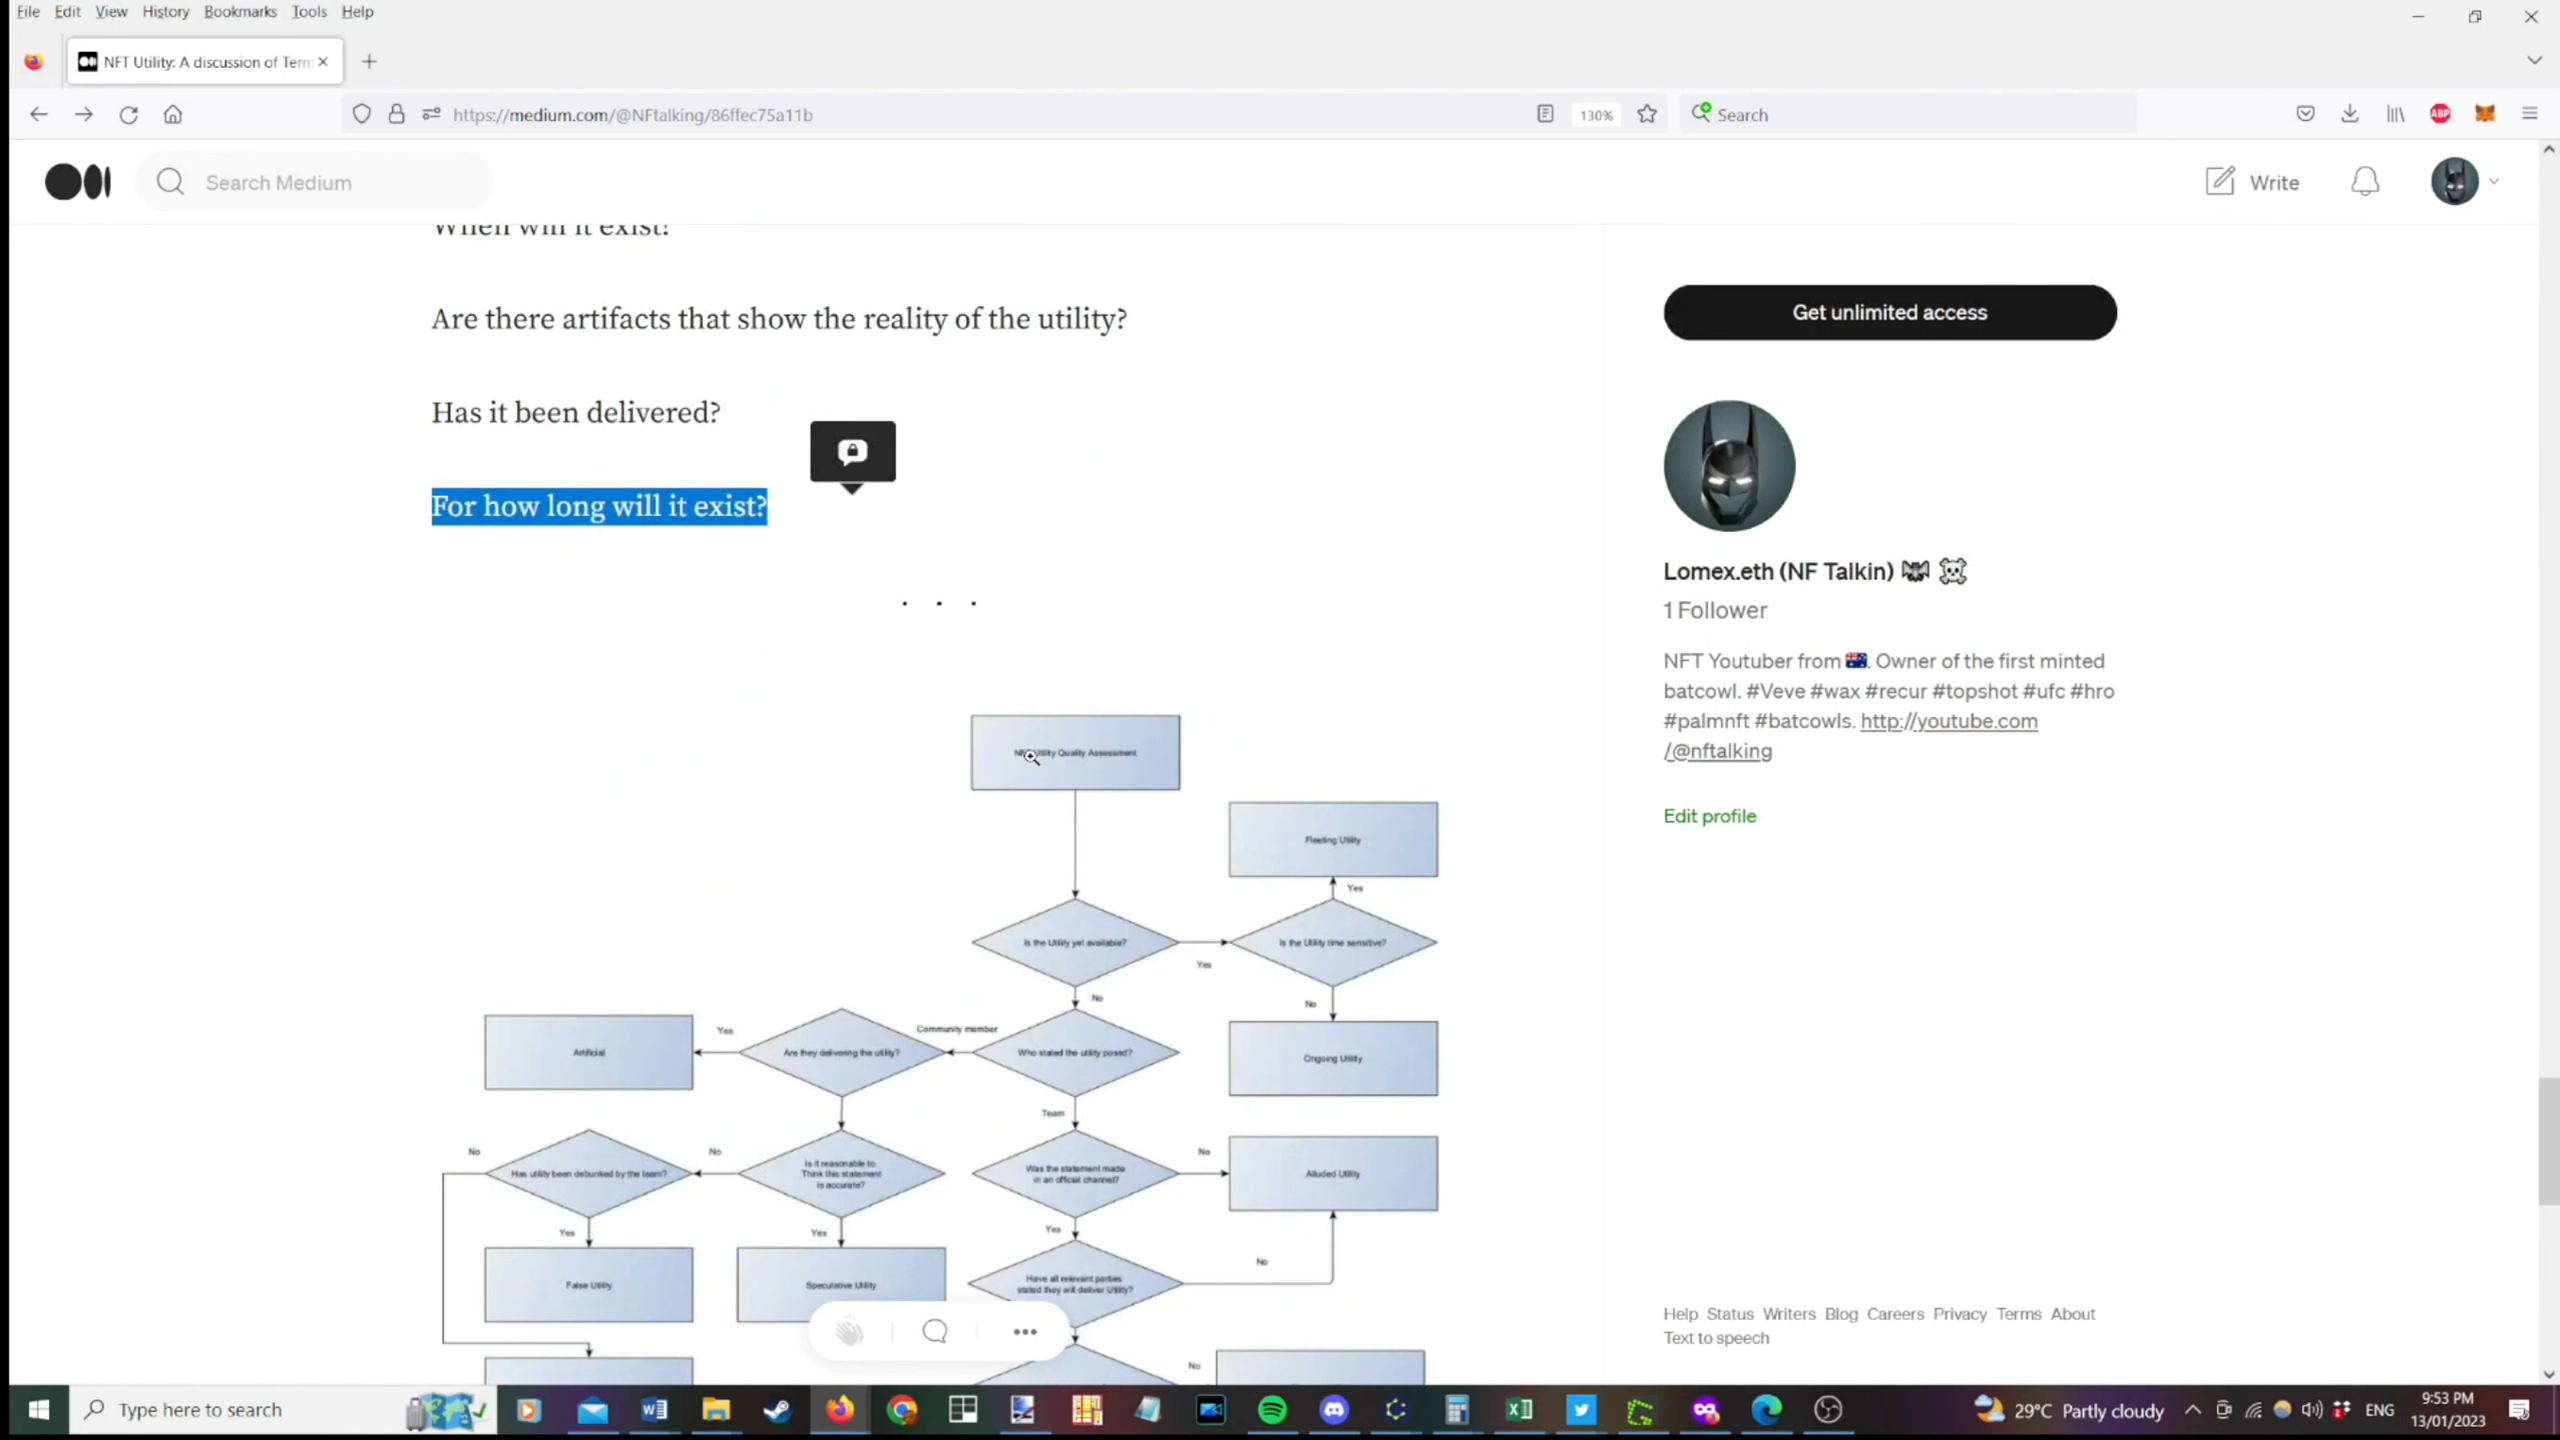 File Edit View History Bookmarks Tools Help
NFT Utility: A discussion of Term
https://medium.com/@NFtalking/86ffec75a11b
130%
Search
ABP
Search Medium
Write
When will it exist?
Are there artifacts that show the reality of the utility?
Has it been delivered?
For how long will it exist?
Get unlimited access
Lomex.eth (NF Talkin)
1 Follower
NFT Youtuber from 🇦🇺. Owner of the first minted
batcowl. #Veve #wax #recur #topshot #ufc #hro
#palmnft #batcowls. http://youtube.com
/@nftalking
Edit profile
NFT Utility Quality Assessment
Fleeting Utility
Yes
Is the Utility yet available?
Yes
Is the Utility time sensitive?
No
No
Ongoing Utility
Artificial
Yes
Are they delivering the utility?
Community member
Who stated the utility posed?
Team
No
Has utility been debunked by the team?
No
Is it reasonable to
Think this statement
is accurate?
Was the statement made
in an official channel?
No
Alluded Utility
Yes
Yes
Yes
False Utility
Speculative Utility
Have all relevant parties
stated they will deliver Utility?
No
No
Help Status Writers Blog Careers Privacy Terms About
Text to speech
Type here to search
29°C Partly cloudy
ENG
9:53 PM
13/01/2023